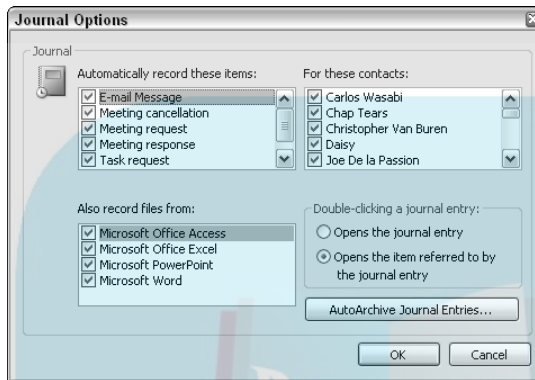 Journal Options
Journal
Automatically record these items:
E-mail Message
Meeting cancellation
Meeting request
Meeting response
Task request
For these contacts:
Carlos Wasabi
Chap Tears
Christopher Van Buren
Daisy
Joe De la Passion
Also record files from:
Microsoft Office Access
Microsoft Office Excel
Microsoft PowerPoint
Microsoft Word
Double-clicking a journal entry:
Opens the journal entry
Opens the item referred to by
the journal entry
AutoArchive Journal Entries...
OK
Cancel